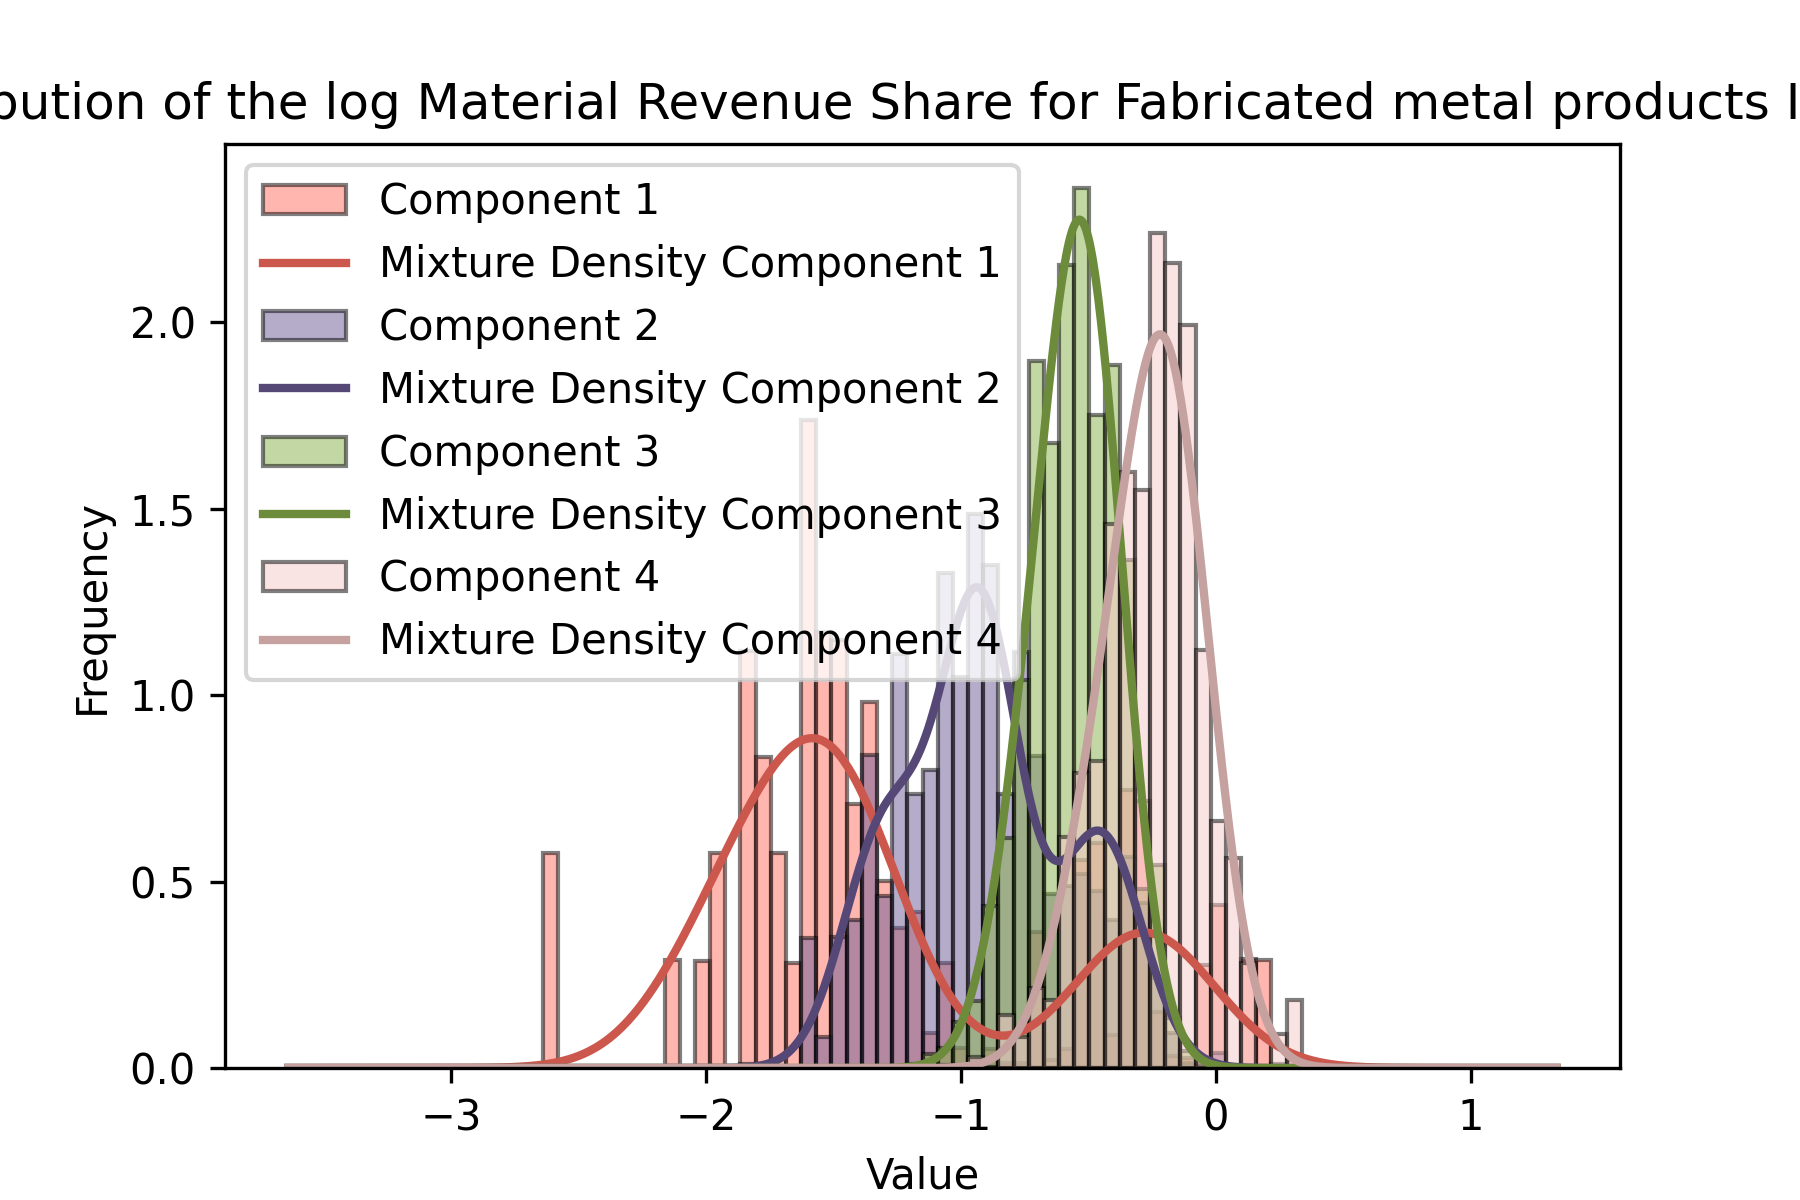 bution of the log Material Revenue Share for Fabricated metal products I
Component 1
Mixture Density Component 1
Component 2
Mixture Density Component 2
Component 3
Mixture Density Component 3
Component 4
Mixture Density Component 4
Frequency
2.0
1.5
1.0
0.5
0.0
−3
−2
−1
0
1
Value